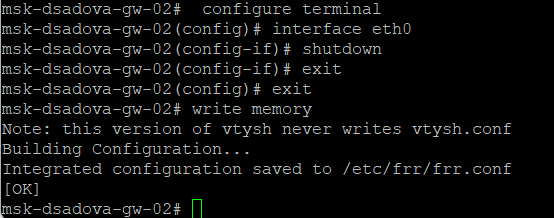 msk-dsadova-gw-02#  configure terminal
msk-dsadova-gw-02(config)# interface eth0
msk-dsadova-gw-02(config-if)# shutdown
msk-dsadova-gw-02(config-if)# exit
msk-dsadova-gw-02(config)# exit
msk-dsadova-gw-02# write memory
Note: this version of vtysh never writes vtysh.conf
Building Configuration...
Integrated configuration saved to /etc/frr/frr.conf
[OK]
msk-dsadova-gw-02#